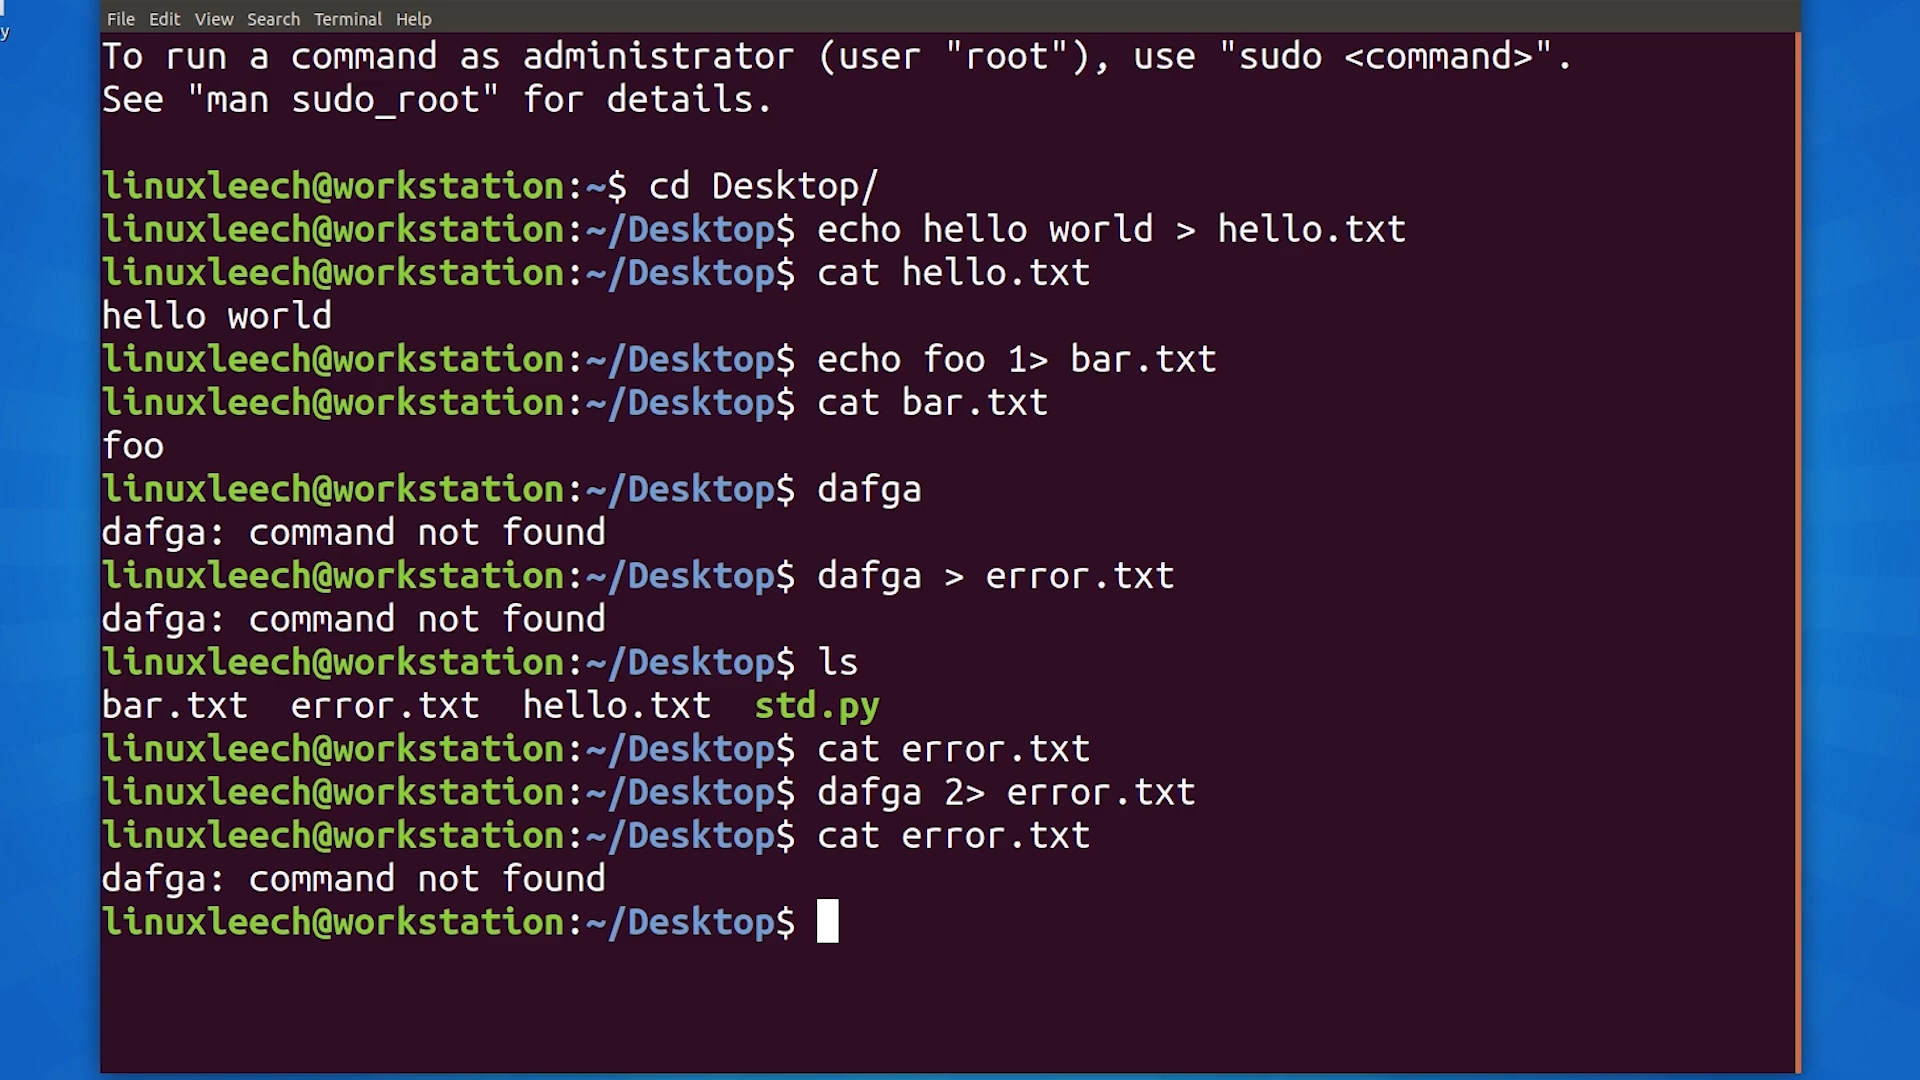 y
File Edit View Search Terminal Help
To run a command as administrator (user "root"), use "sudo <command>".
See "man sudo_root" for details.
linuxleech@workstation:~$ cd Desktop/
linuxleech@workstation:~/Desktop$ echo hello world > hello.txt
linuxleech@workstation:~/Desktop$ cat hello.txt
hello world
linuxleech@workstation:~/Desktop$ echo foo 1> bar.txt
linuxleech@workstation:~/Desktop$ cat bar.txt
foo
linuxleech@workstation:~/Desktop$ dafga
dafga: command not found
linuxleech@workstation:~/Desktop$ dafga > error.txt
dafga: command not found
linuxleech@workstation:~/Desktop$ ls
bar.txt  error.txt  hello.txt  std.py
linuxleech@workstation:~/Desktop$ cat error.txt
linuxleech@workstation:~/Desktop$ dafga 2> error.txt
linuxleech@workstation:~/Desktop$ cat error.txt
dafga: command not found
linuxleech@workstation:~/Desktop$